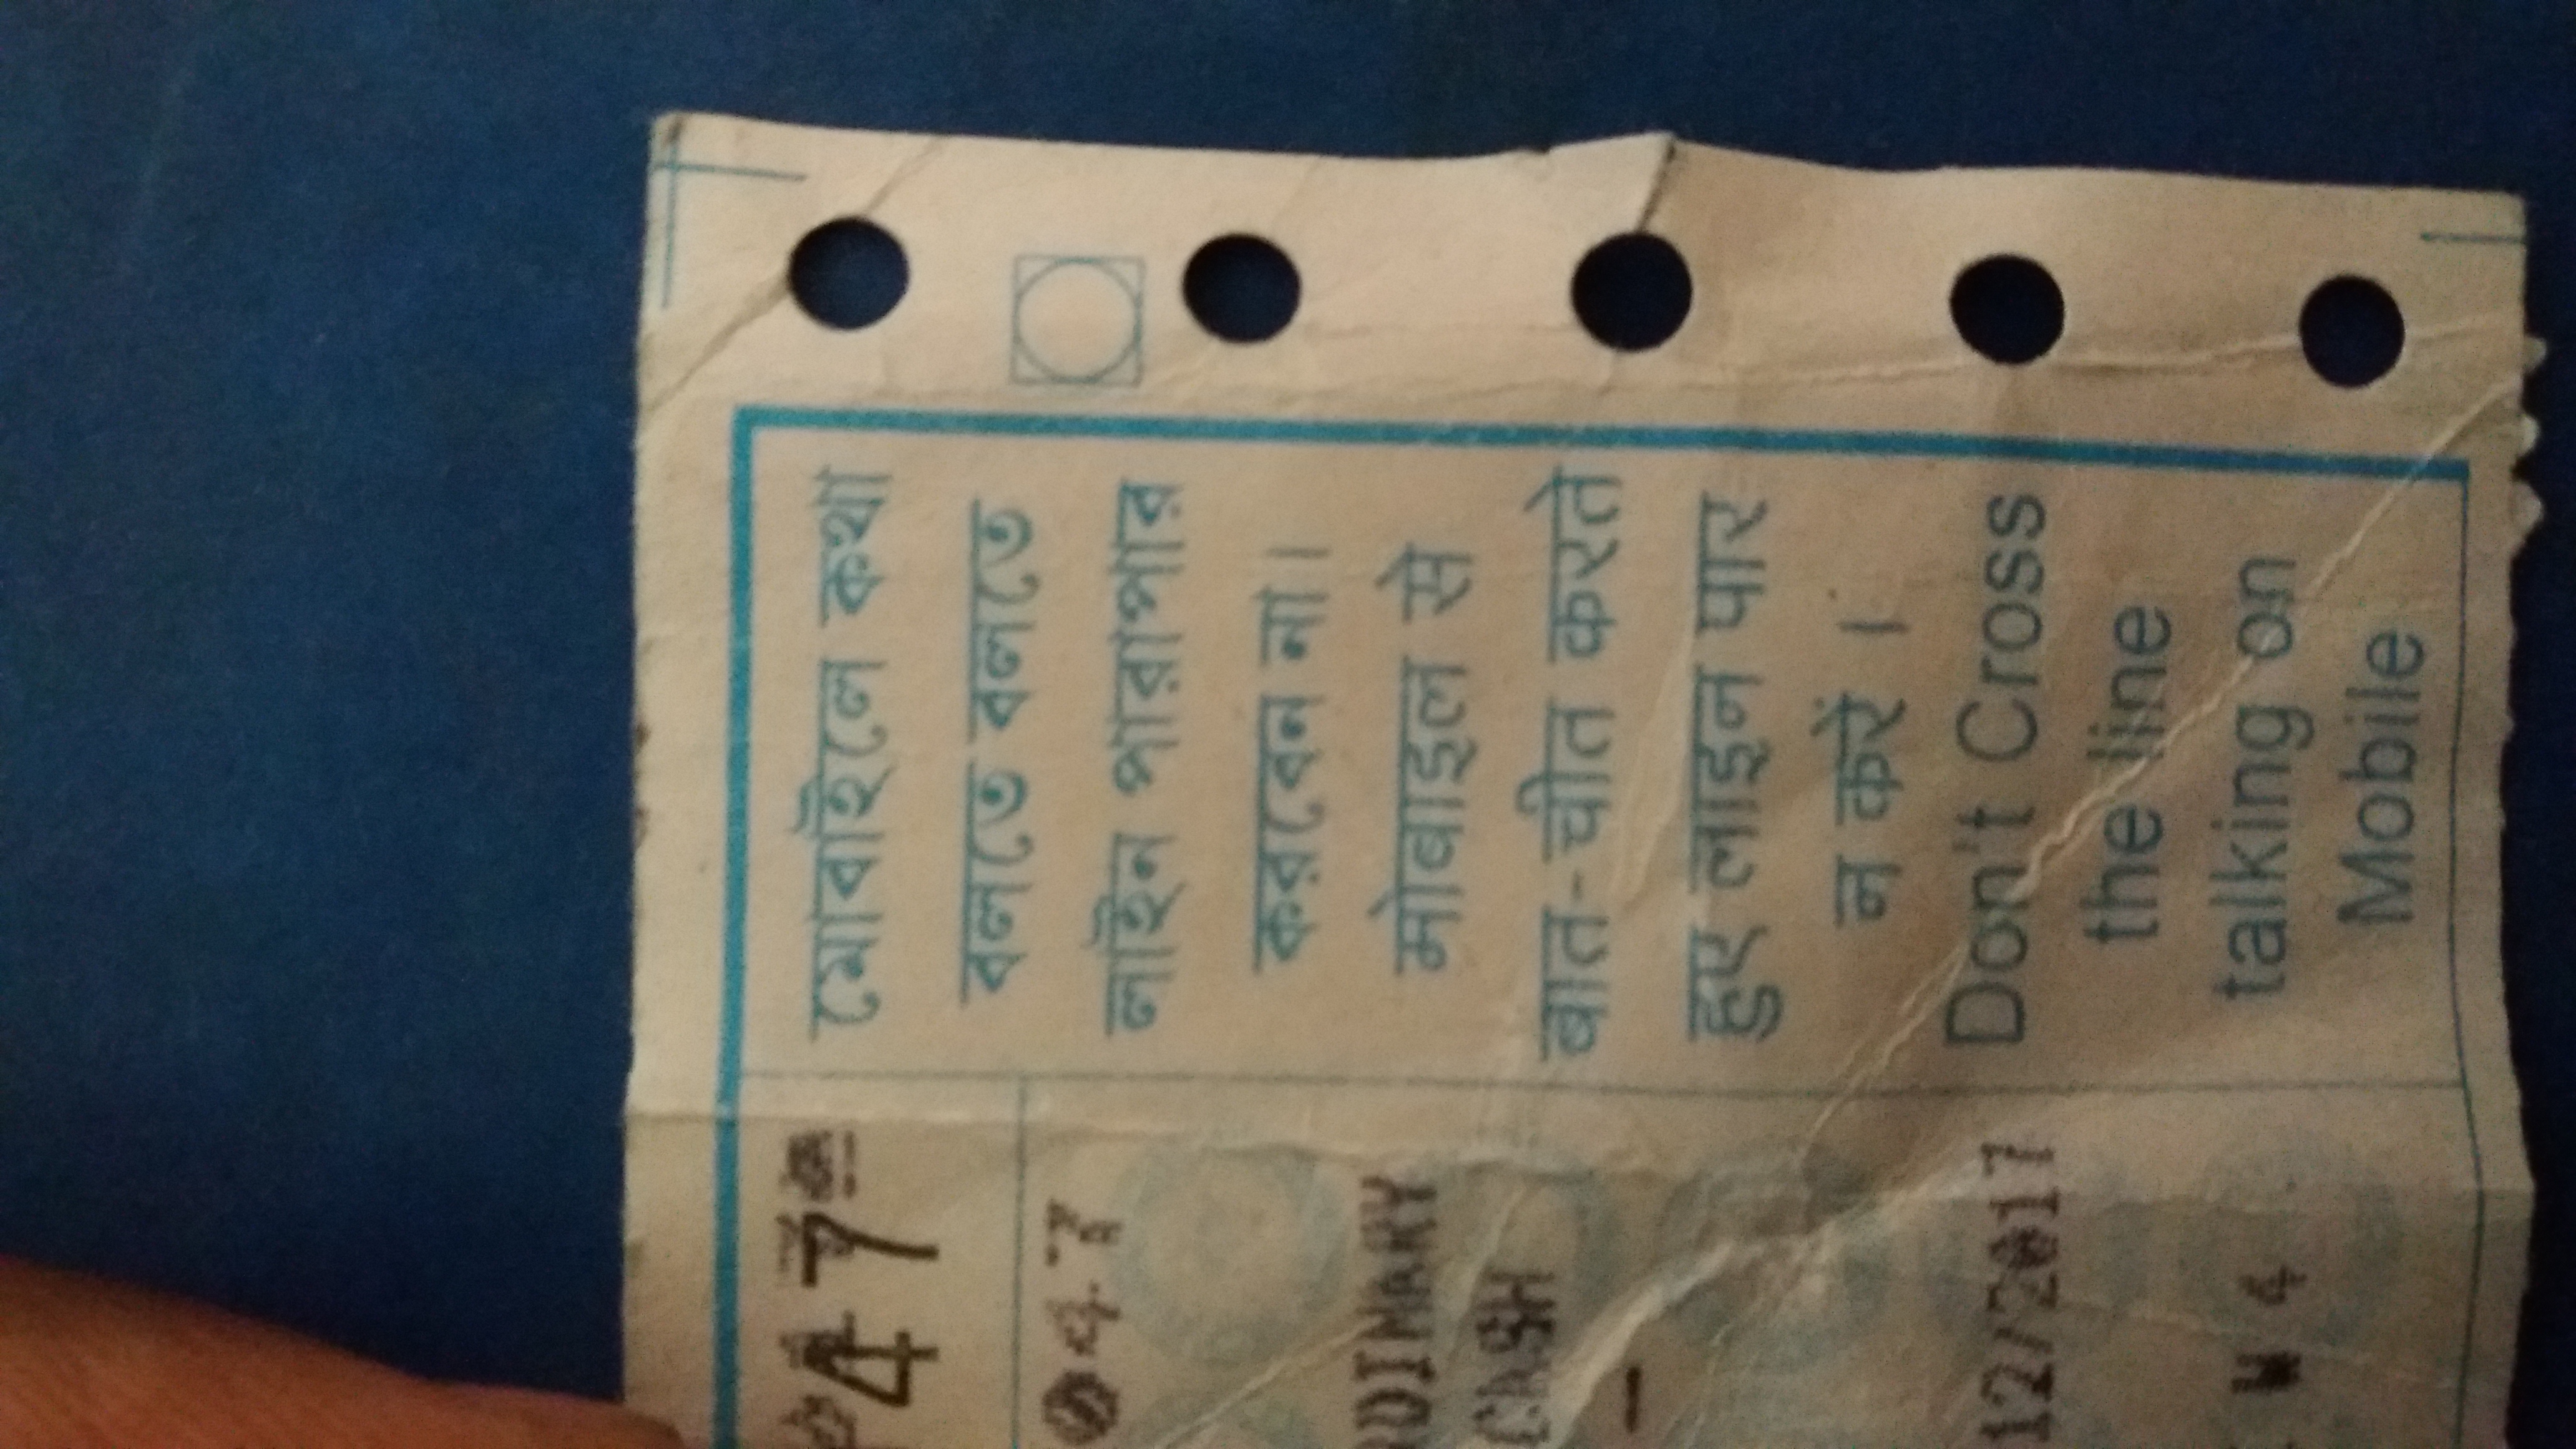 47
047
RDINARY
CASH
-
12/2017
W 4
মোবাইলে কথা
বলতে বলতে
লাইন পারাপার
করবেন না।
मोबाइल से
बात-चीत करते
हुए लाइन पार
न करें ।
Don't Cross
the line
talking on
Mobile